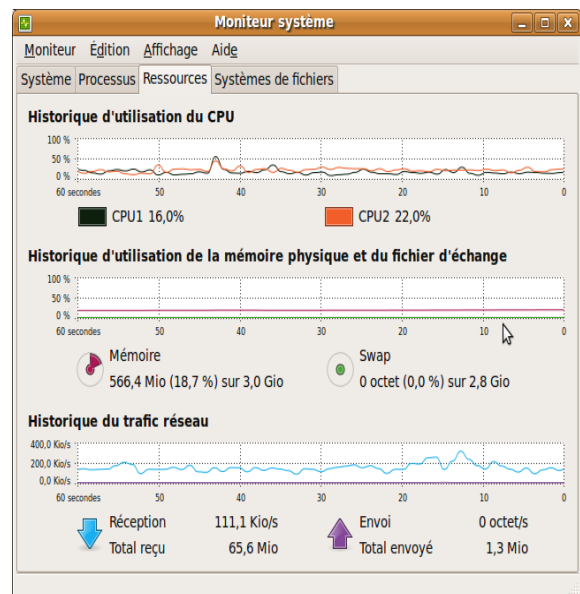 Moniteur système
Moniteur Édition Affichage Aide
Système Processus Ressources Systèmes de fichiers
Historique d'utilisation du CPU
100 %
50 %
0 %
60 secondes 50 40 30 20 10 0
CPU1 16,0% CPU2 22,0%
Historique d'utilisation de la mémoire physique et du fichier d'échange
100 %
50 %
0 %
60 secondes 50 40 30 20 10 0
Mémoire Swap
566,4 Mio (18,7 %) sur 3,0 Gio 0 octet (0,0 %) sur 2,8 Gio
Historique du trafic réseau
400,0 Kio/s
200,0 Kio/s
0,0 Kio/s
60 secondes 50 40 30 20 10 0
Réception 111,1 Kio/s Envoi 0 octet/s
Total reçu 65,6 Mio Total envoyé 1,3 Mio